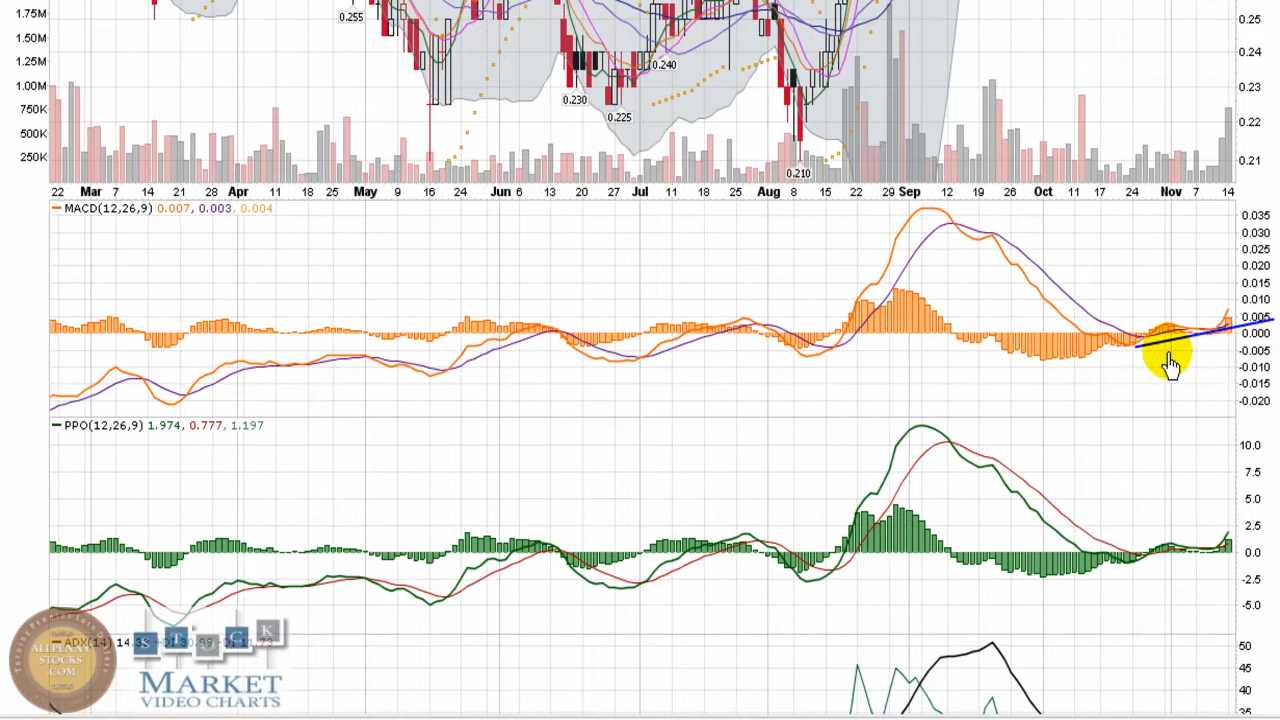 1.75M
1.50M
1.25M
1.00M
750K
500K
250K
0.255
0.230
0.225
0.240
0.210
0.25
0.24
0.23
0.22
0.21
22 Mar 7 14 21 28 Apr 11 18 25 May 9 16 24 Jun 6 13 20 27 Jul 11 18 25 Aug 8 15 22 29 Sep 12 19 26 Oct 11 17 24 Nov 7 14
MACD(12,26,9) 0.007, 0.003, 0.004
0.035
0.030
0.025
0.020
0.015
0.010
0.005
0.000
-0.005
-0.010
-0.015
-0.020
PPO(12,26,9) 1.974, 0.777, 1.197
10.0
7.5
5.0
2.5
0.0
-2.5
-5.0
ADX(14)
50
45
40
35
ALLPENNY
STOCKS
.COM
STOCK
MARKET
VIDEO CHARTS